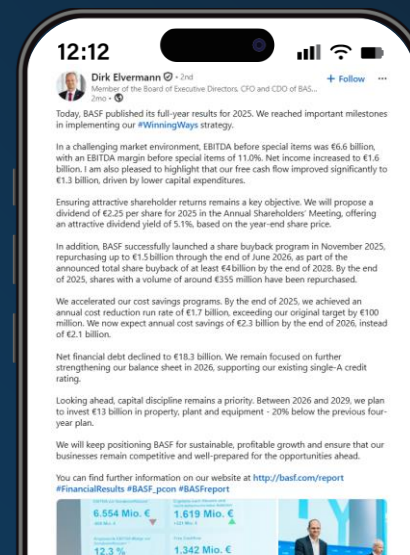 12:12
Dirk Elvermann • 2nd
+ Follow ...
Member of the Board of Executive Directors, CFO and CDO of BAS...
2mo •
Today, BASF published its full-year results for 2025. We reached important milestones
in implementing our #WinningWays strategy.
In a challenging market environment, EBITDA before special items was €6.6 billion,
with an EBITDA margin before special items of 11.0%. Net income increased to €1.6
billion. I am also pleased to highlight that our free cash flow improved significantly to
€1.3 billion, driven by lower capital expenditures.
Ensuring attractive shareholder returns remains a key objective. We will propose a
dividend of €2.25 per share for 2025 in the Annual Shareholders' Meeting, offering
an attractive dividend yield of 5.1%, based on the year-end share price.
In addition, BASF successfully launched a share buyback program in November 2025,
repurchasing up to €1.5 billion through the end of June 2026, as part of the
announced total share buyback of at least €4 billion by the end of 2028. By the end
of 2025, shares with a volume of around €355 million have been repurchased.
We accelerated our cost savings programs. By the end of 2025, we achieved an
annual cost reduction run rate of €1.7 billion, exceeding our original target by €100
million. We now expect annual cost savings of €2.3 billion by the end of 2026, instead
of €2.1 billion.
Net financial debt declined to €18.3 billion. We remain focused on further
strengthening our balance sheet in 2026, supporting our existing single-A credit
rating.
Looking ahead, capital discipline remains a priority. Between 2026 and 2029, we plan
to invest €13 billion in property, plant and equipment - 20% below the previous four-
year plan.
We will keep positioning BASF for sustainable, profitable growth and ensure that our
businesses remain competitive and well-prepared for the opportunities ahead.
You can find further information on our website at http://basf.com/report
#FinancialResults #BASF_pcon #BASFreport
6.554 Mio. €
1.619 Mio. €
12.3 %
1.342 Mio. €